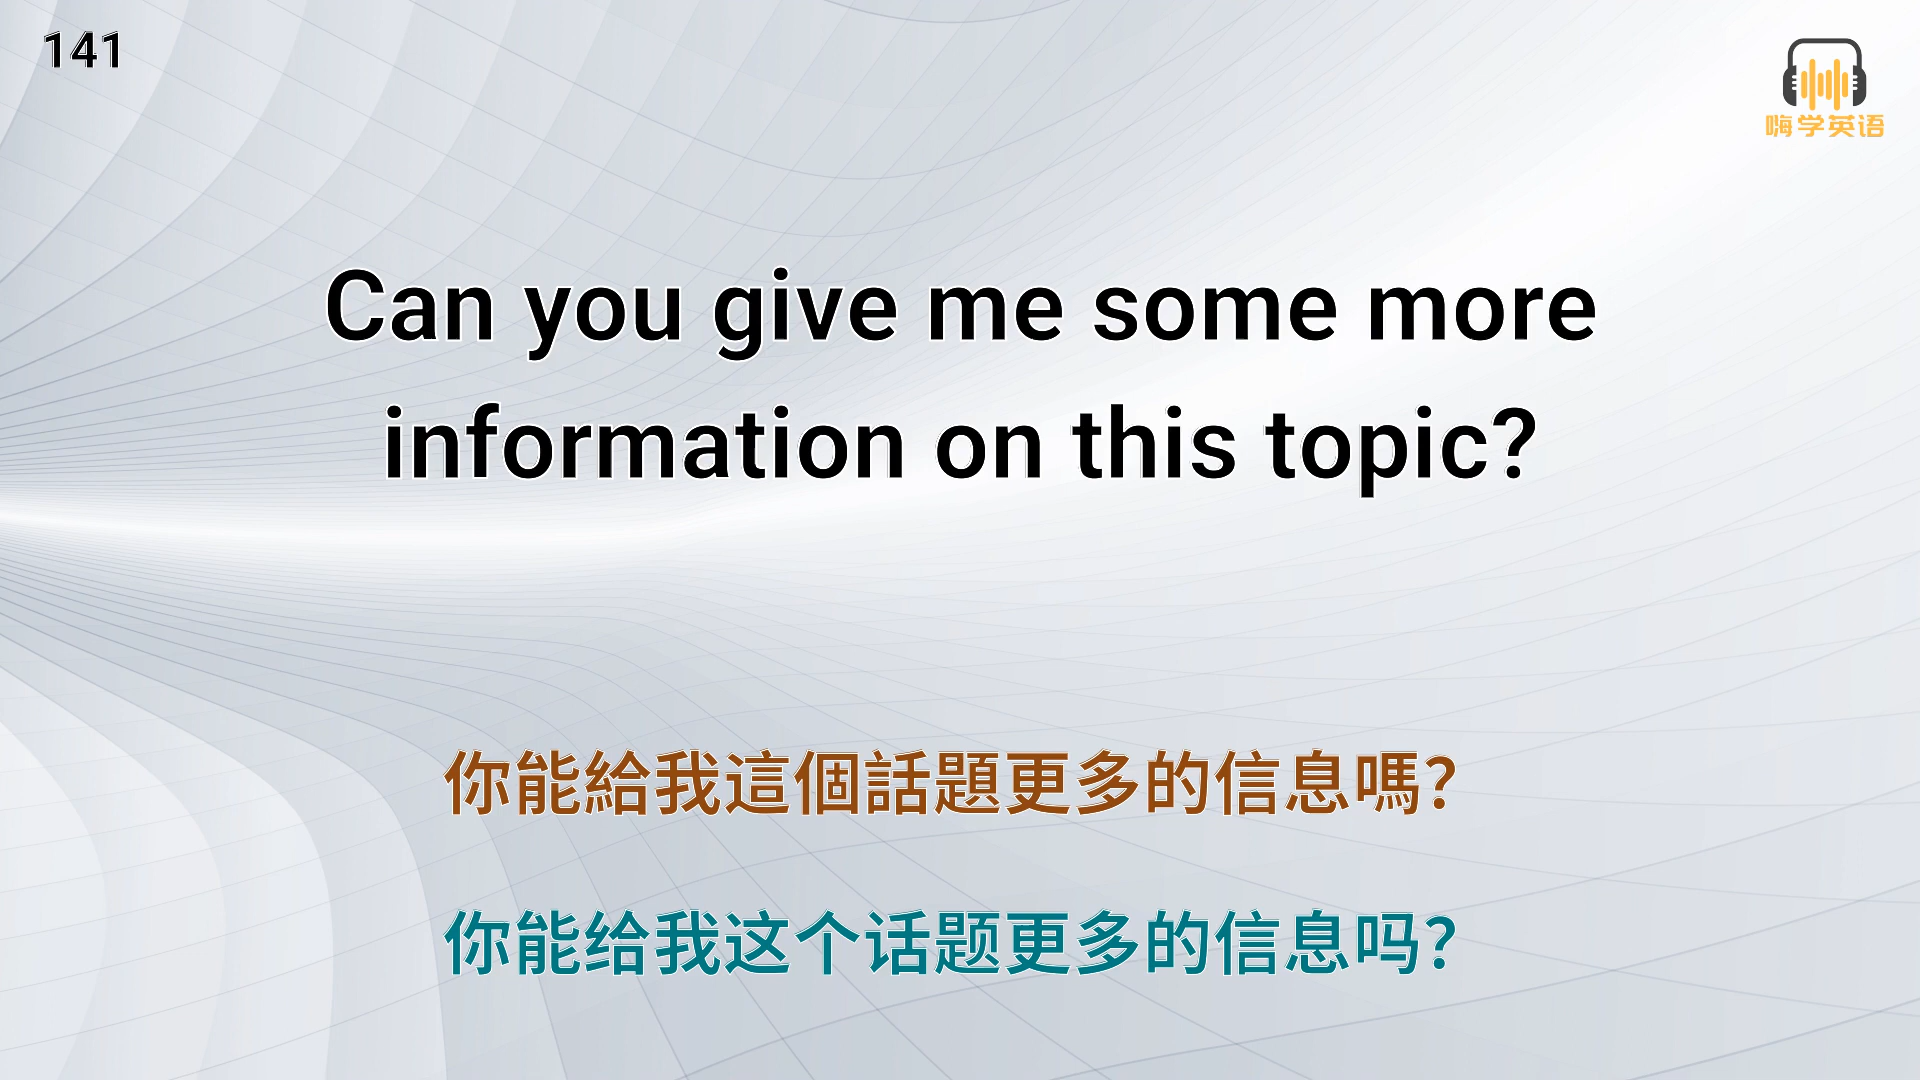 141
嗨学英语
Can you give me some more
information on this topic?
你能給我這個話題更多的信息嗎？
你能给我这个话题更多的信息吗？